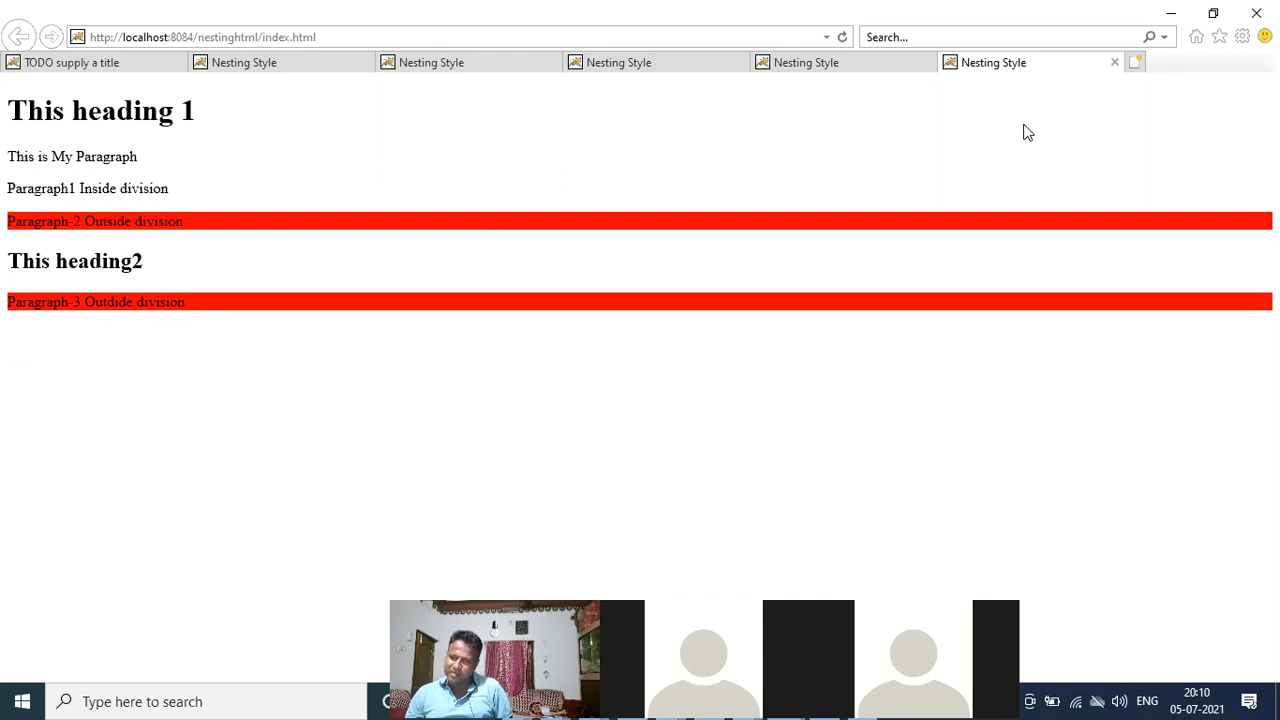 http://localhost:8084/nestinghtml/index.html
Search...
TODO supply a title
Nesting Style
Nesting Style
Nesting Style
Nesting Style
Nesting Style
This heading 1
This is My Paragraph
Paragraph1 Inside division
Paragraph-2 Outside division
This heading2
Paragraph-3 Outdide division
Type here to search
ENG
20:10
05-07-2021